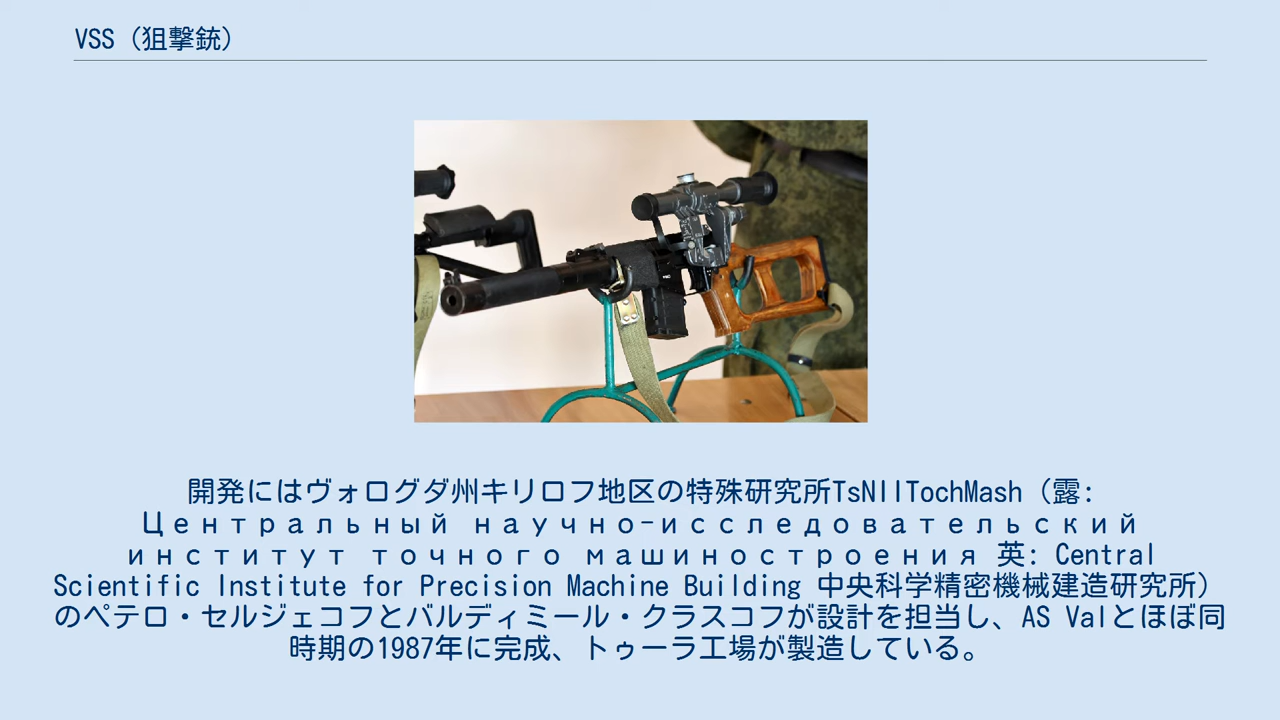 VSS (狙撃銃)
開発にはヴォログダ州キリロフ地区の特殊研究所TsNIITochMash（露:
Центральный научно-исследовательский
институт точного машиностроения 英: Central
Scientific Institute for Precision Machine Building 中央科学精密機械建造研究所）
のペテロ・セルジェコフとバルディミール・クラスコフが設計を担当し、AS Valとほぼ同
時期の1987年に完成、トゥーラ工場が製造している。